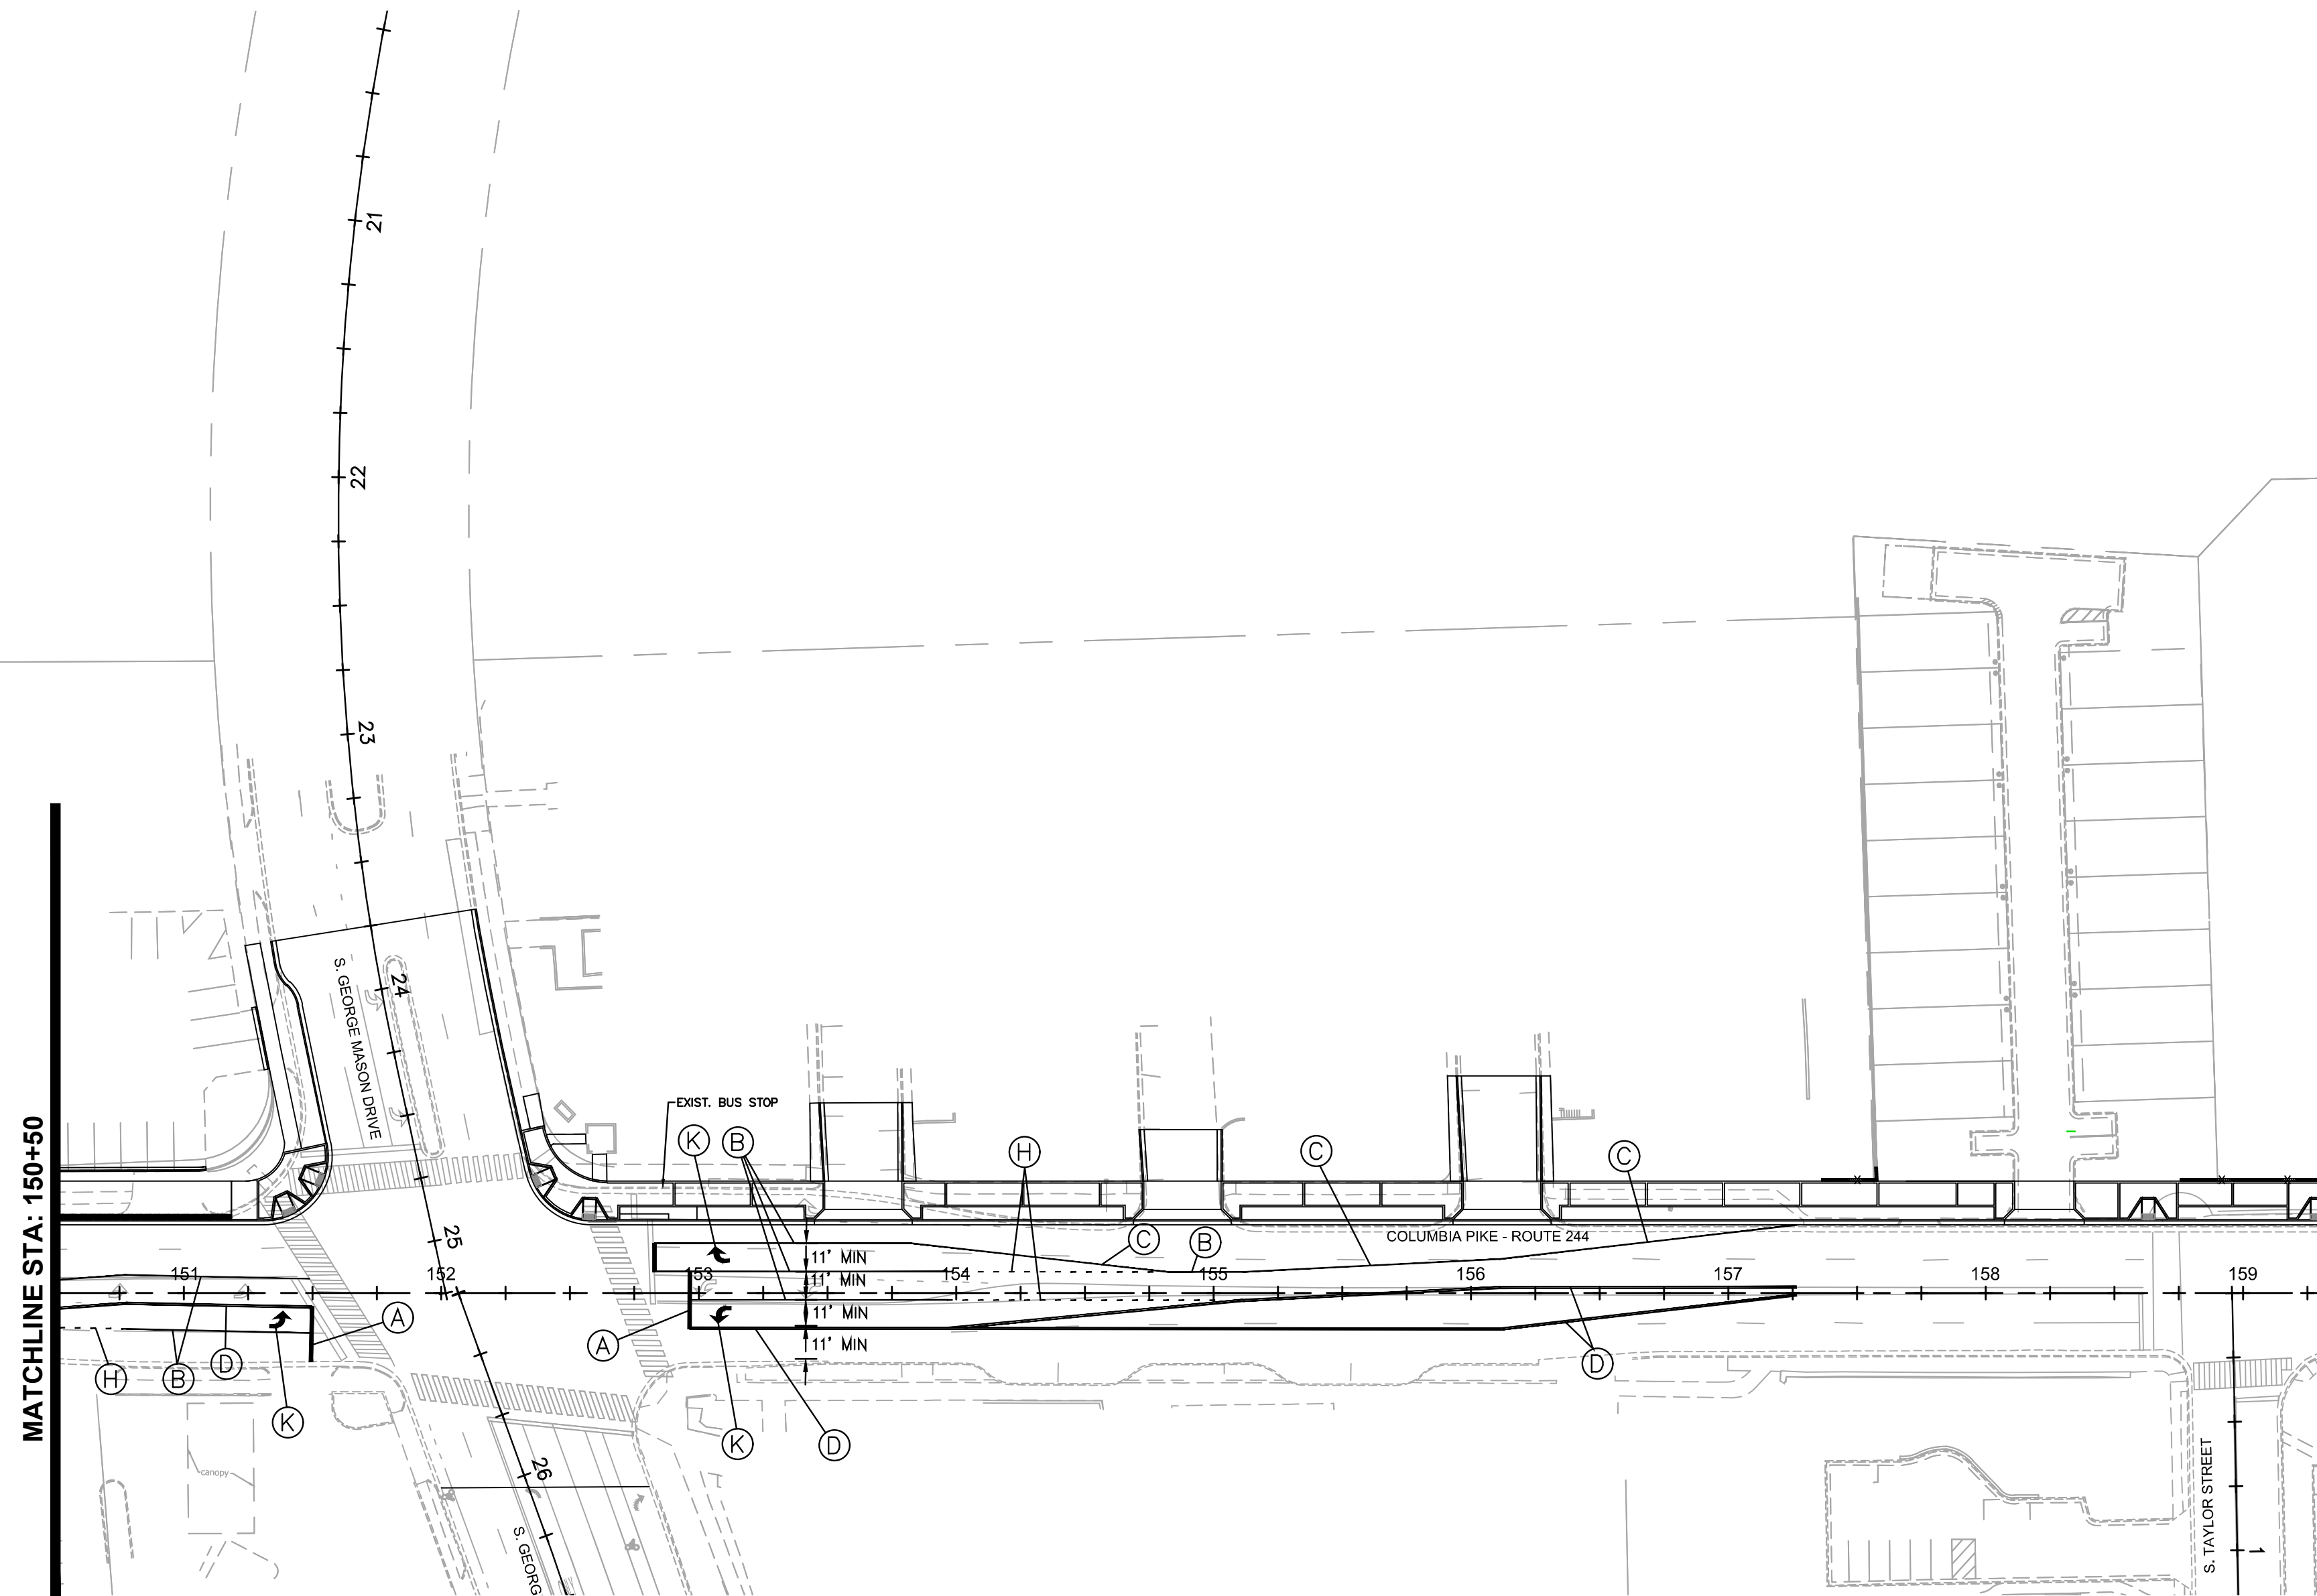 21
22
23
24
S. GEORGE MASON DRIVE
MATCHLINE STA: 150+50
EXIST. BUS STOP
K
B
H
C
C
COLUMBIA PIKE - ROUTE 244
C
B
25
11' MIN
151
152
153
11' MIN
154
155
156
157
158
159
11' MIN
A
A
11' MIN
H
B
D
D
K
K
D
canopy
26
S. GEORG
S. TAYLOR STREET
1